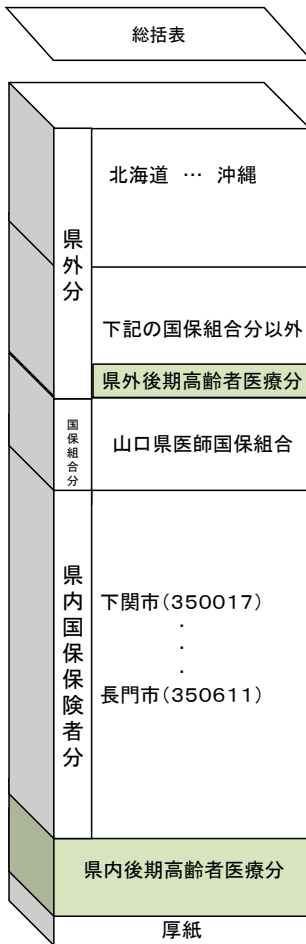 総括表
県外分
北海道 … 沖縄
下記の国保組合分以外
県外後期高齢者医療分
国保組合分
山口県医師国保組合
県内国保保険者分
下関市(350017)
・
・
・
長門市(350611)
県内後期高齢者医療分
厚紙